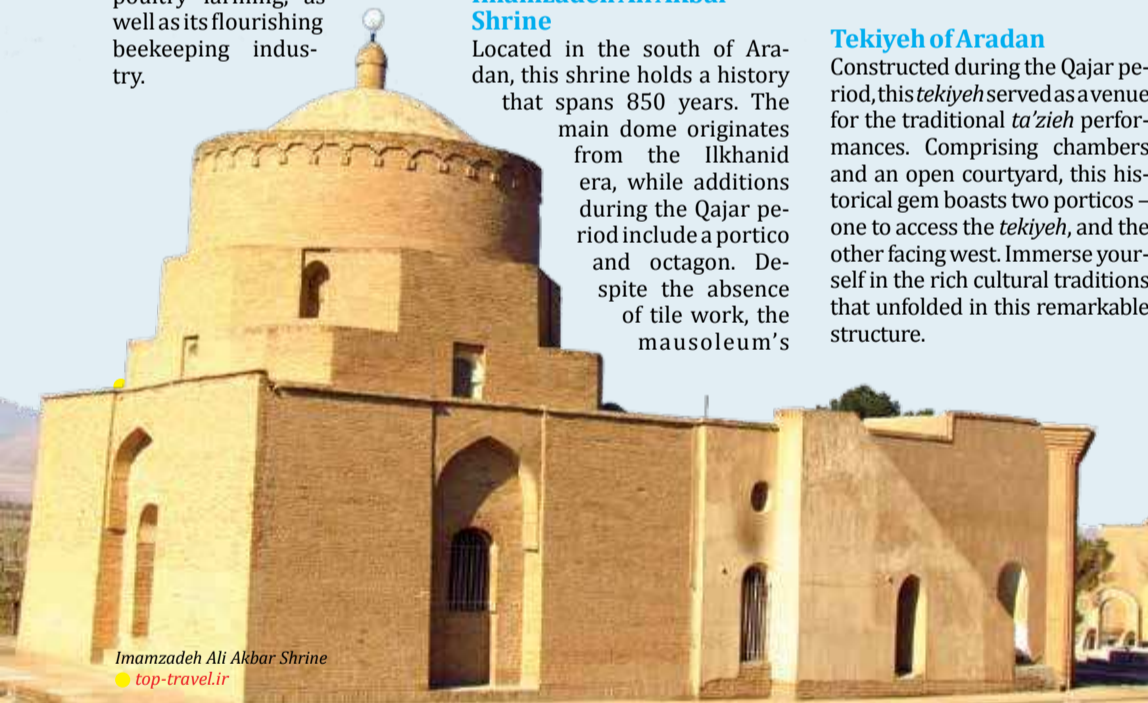 poultry farming, as
well as its flourishing
beekeeping indus-
try.
Imamzadeh Ali Akbar
Shrine
Located in the south of Ara-
dan, this shrine holds a history
that spans 850 years. The
main dome originates
from the Ilkhanid
era, while additions
during the Qajar pe-
riod include a portico
and octagon. De-
spite the absence
of tile work, the
mausoleum's
Tekiyeh of Aradan
Constructed during the Qajar pe-
riod, this tekiyeh served as a venue
for the traditional ta'zieh perfor-
mances. Comprising chambers
and an open courtyard, this his-
torical gem boasts two porticos –
one to access the tekiyeh, and the
other facing west. Immerse your-
self in the rich cultural traditions
that unfolded in this remarkable
structure.
Imamzadeh Ali Akbar Shrine
top-travel.ir